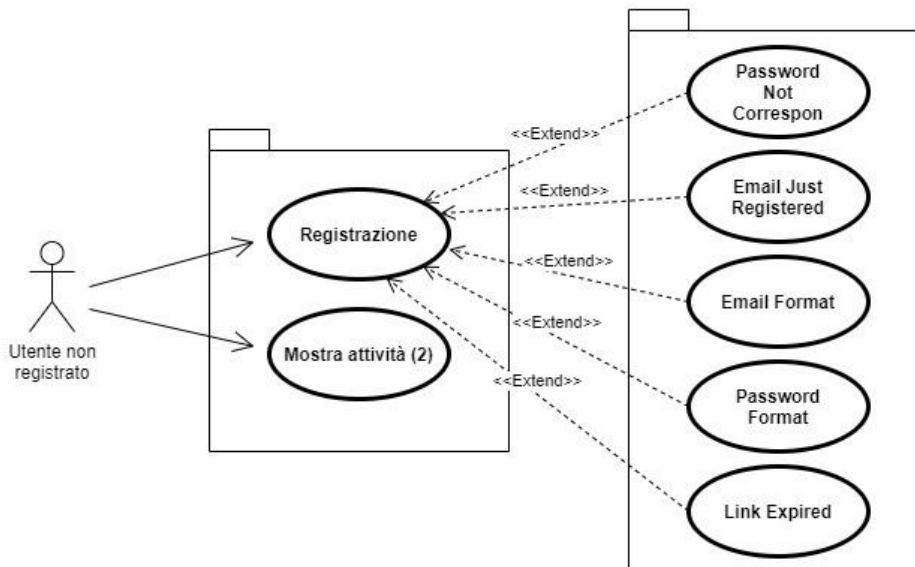 Password
Not
Correspon
<<Extend>>
Email Just
Registered
<<Extend>>
Registrazione
<<Extend>>
Email Format
<<Extend>>
Utente non
registrato
Mostra attività (2)
<<Extend>>
Password
Format
Link Expired